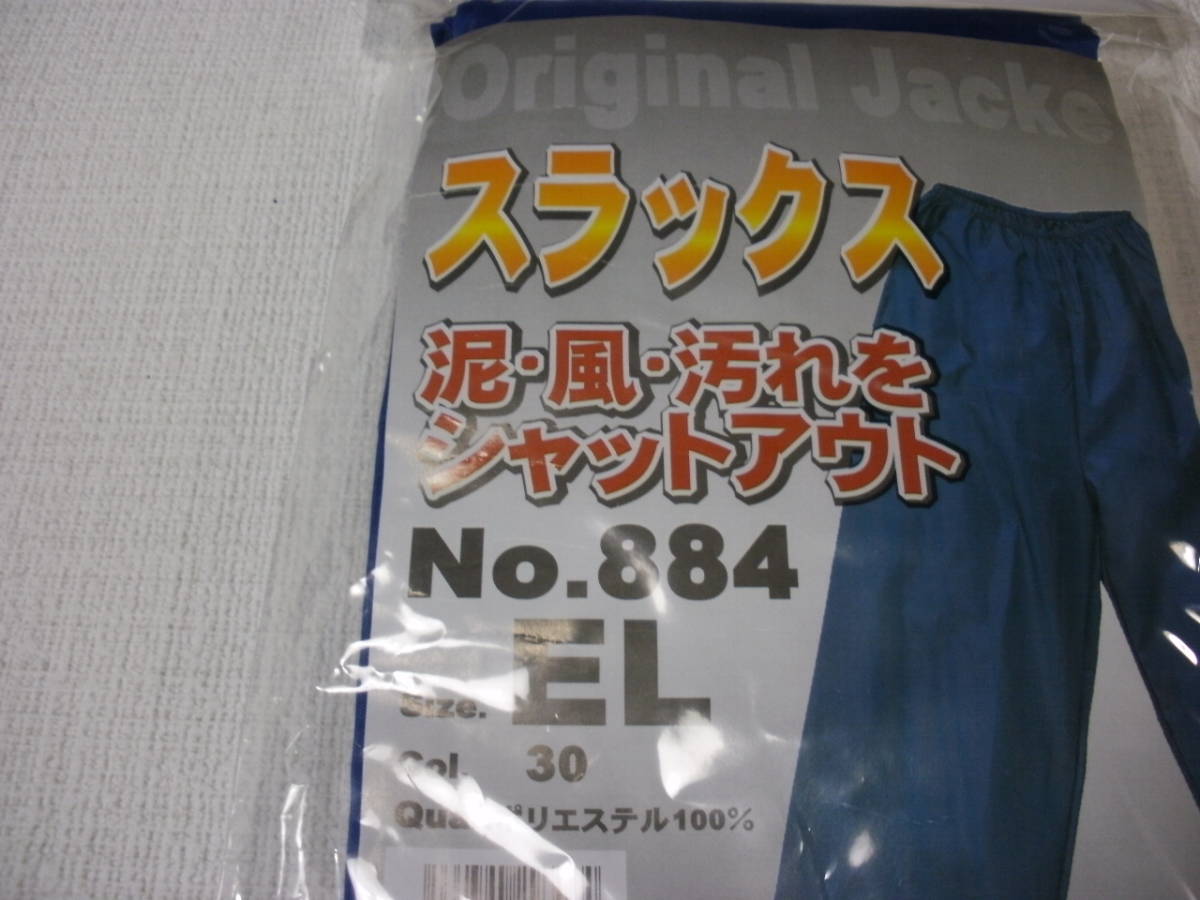 Original Jacke
スラックス
泥・風・汚れを
シャットアウト
No.884
Size. EL
Col. 30
Qua ポリエステル100%